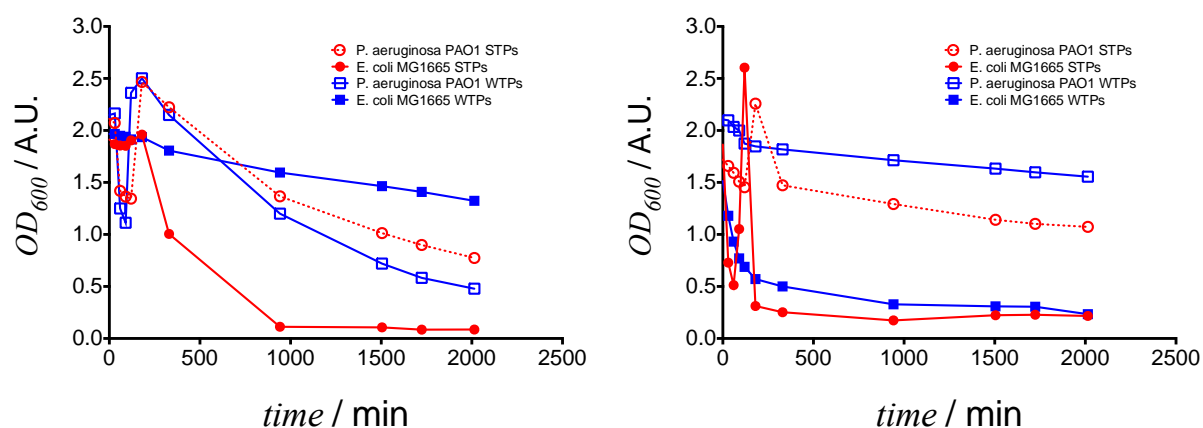 3.0
2.5
2.0
1.5
1.0
0.5
0.0
OD600 / A.U.
P. aeruginosa PAO1 STPs
E. coli MG1665 STPs
P. aeruginosa PAO1 WTPs
E. coli MG1665 WTPs
0 500 1000 1500 2000 2500
time / min
3.0
2.5
2.0
1.5
1.0
0.5
0.0
OD600 / A.U.
P. aeruginosa PAO1 STPs
E. coli MG1665 STPs
P. aeruginosa PAO1 WTPs
E. coli MG1665 WTPs
0 500 1000 1500 2000 2500
time / min